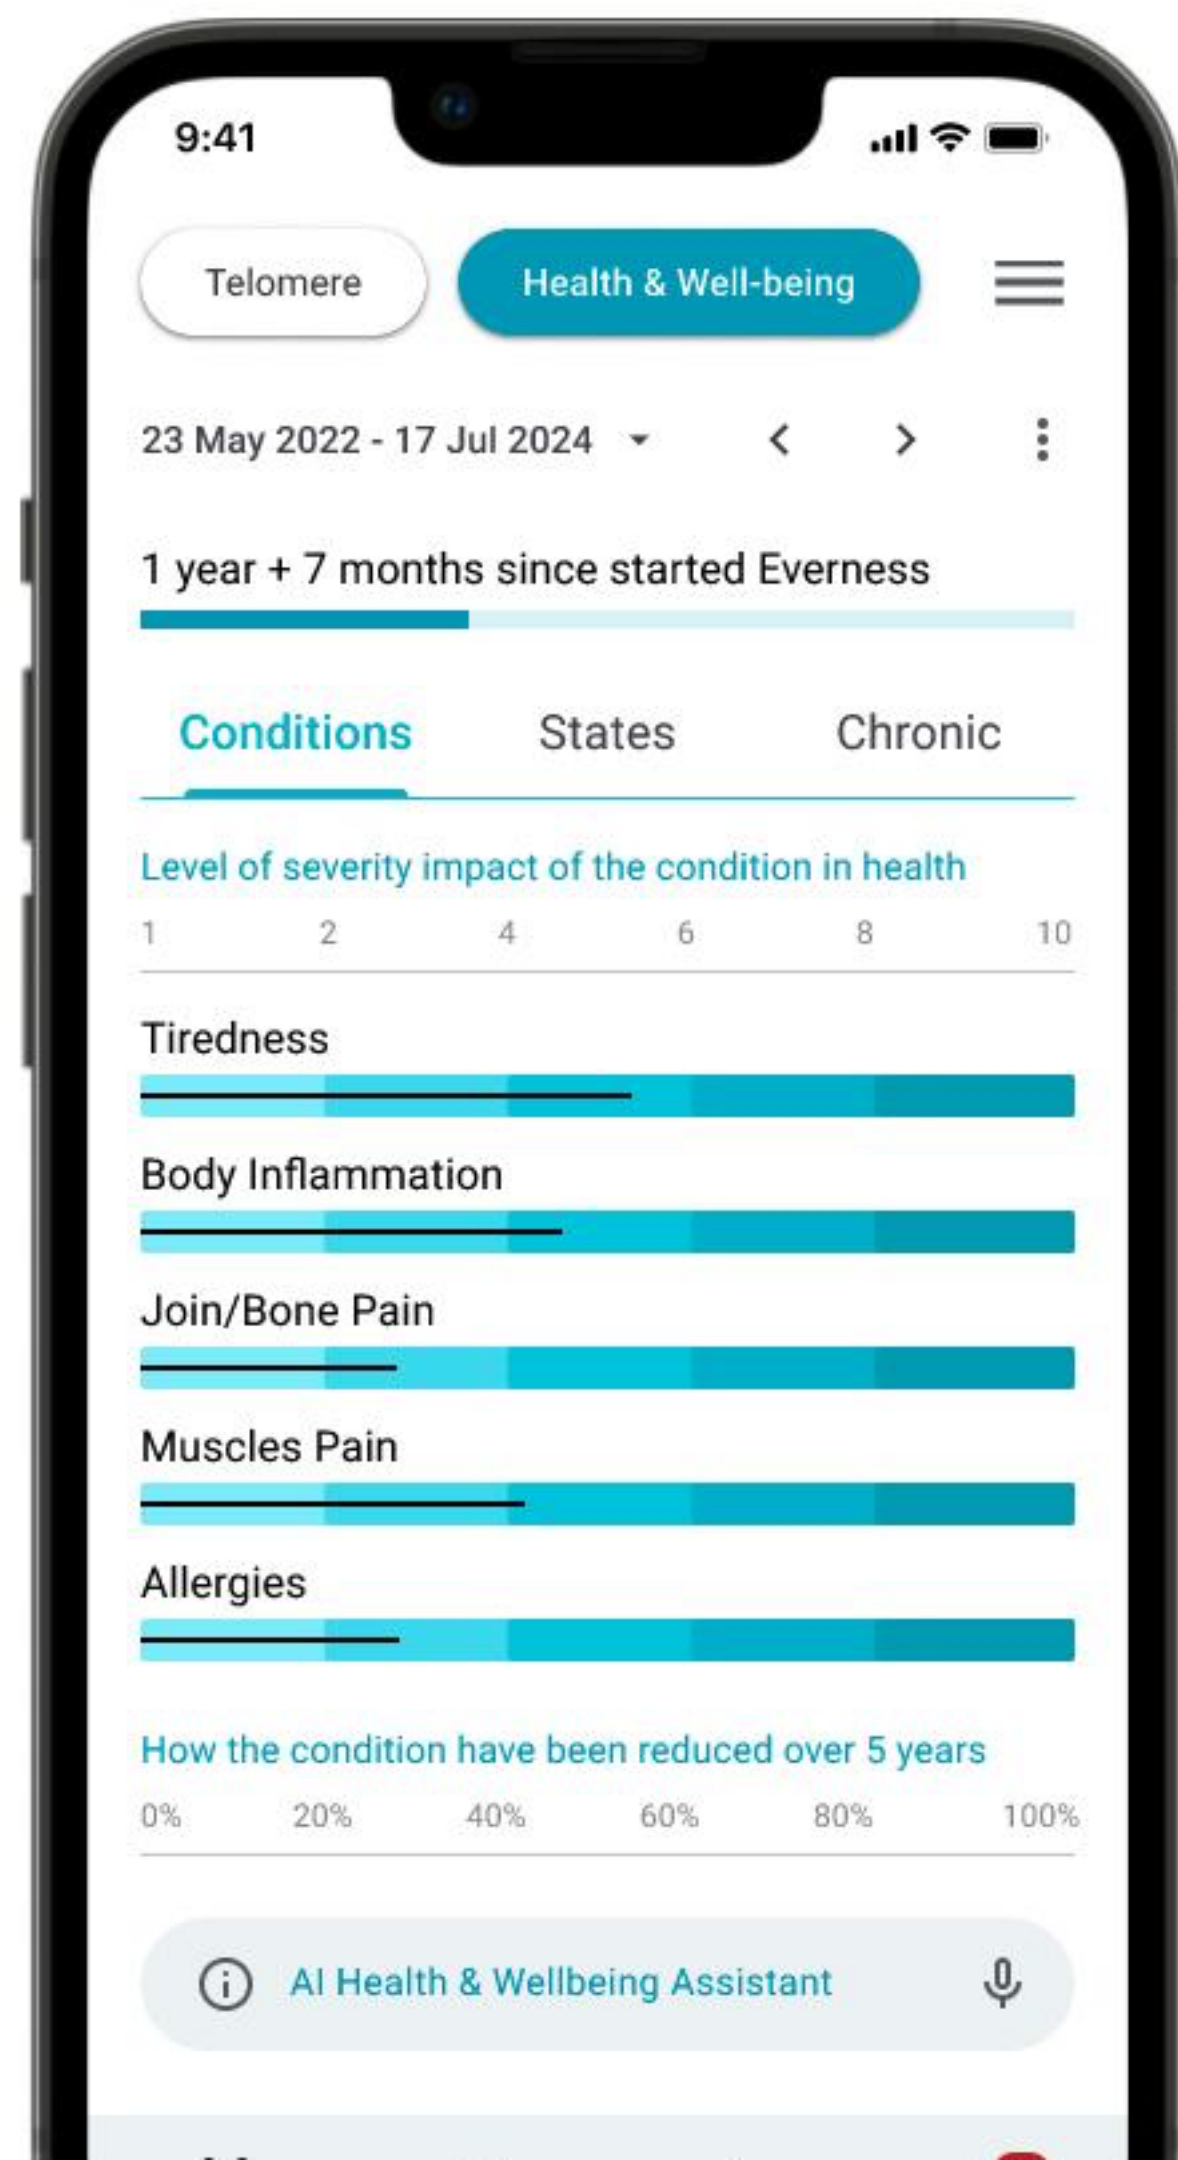 9:41
Telomere Health & Well-being
23 May 2022 - 17 Jul 2024
1 year + 7 months since started Everness
Conditions States Chronic
Level of severity impact of the condition in health
1 2 4 6 8 10
Tiredness
Body Inflammation
Join/Bone Pain
Muscles Pain
Allergies
How the condition have been reduced over 5 years
0% 20% 40% 60% 80% 100%
AI Health & Wellbeing Assistant